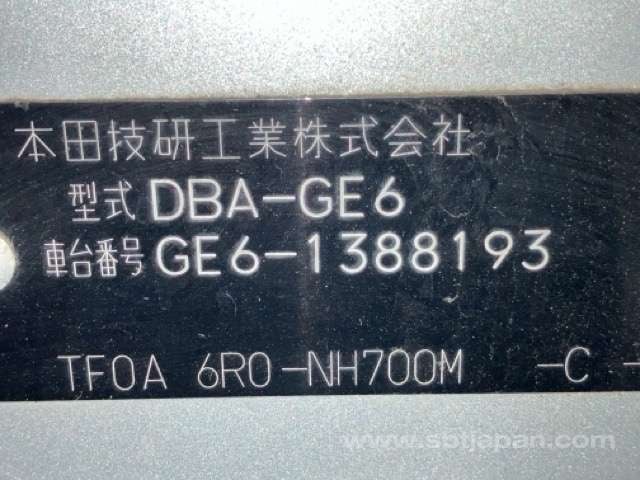 本田技研工業株式会社
型式 DBA-GE6
車台番号 GE6-1388193
TF0A 6R0-NH700M -C -
www.sbtjapan.com